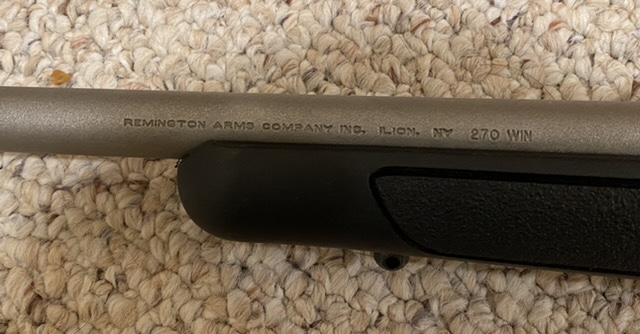 REMINGTON ARMS COMPANY INC. ILION, NY 270 WIN